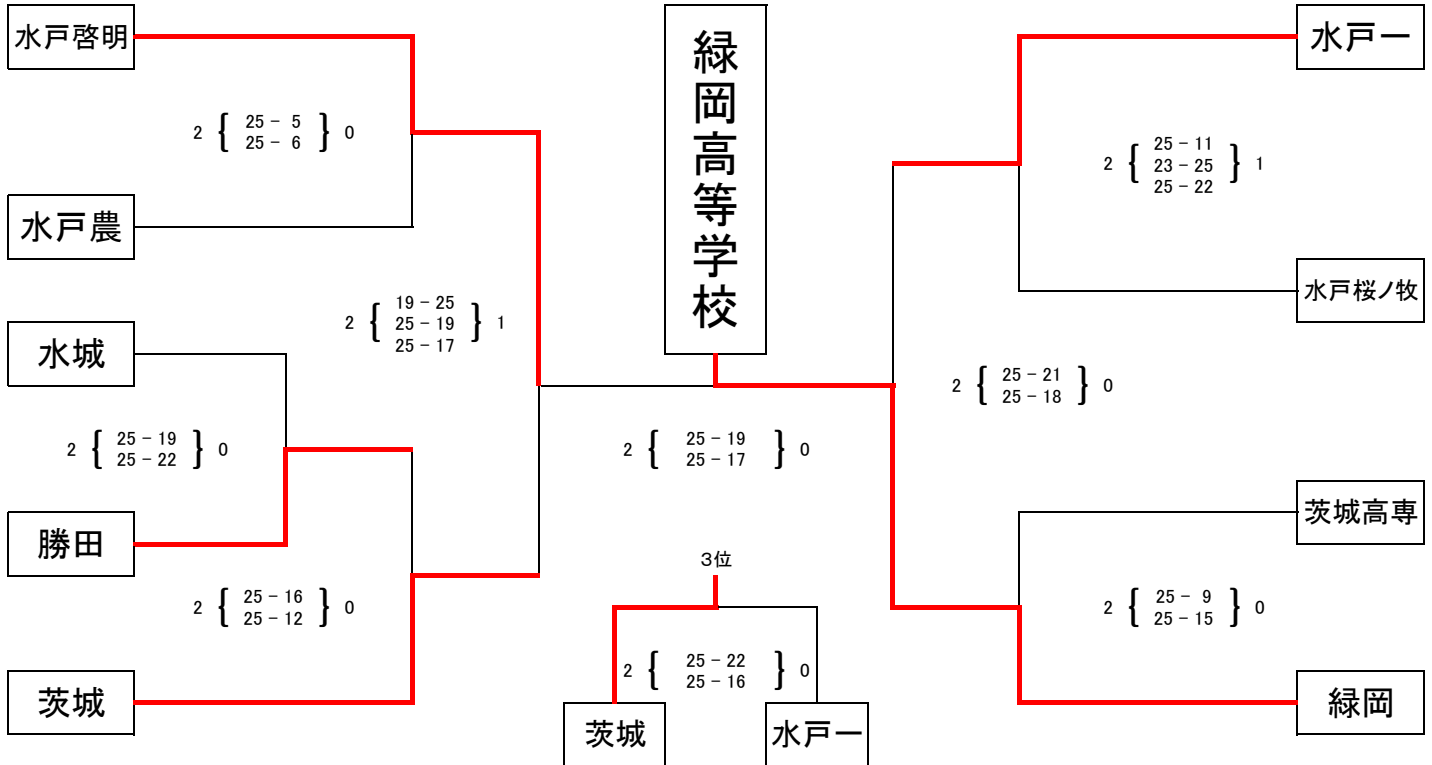 水戸啓明
2 { 25 - 5 } 0
25 - 6
水戸農
2 { 19 - 25 } 1
25 - 19
25 - 17
水城
2 { 25 - 19 } 0
25 - 22
勝田
2 { 25 - 16 } 0
25 - 12
茨城
緑岡高等学校
2 { 25 - 19 } 0
25 - 17
3位
2 { 25 - 22 } 0
25 - 16
茨城
水戸一
水戸一
2 { 25 - 11 } 1
23 - 25
25 - 22
水戸桜ノ牧
2 { 25 - 21 } 0
25 - 18
茨城高専
2 { 25 - 9 } 0
25 - 15
緑岡